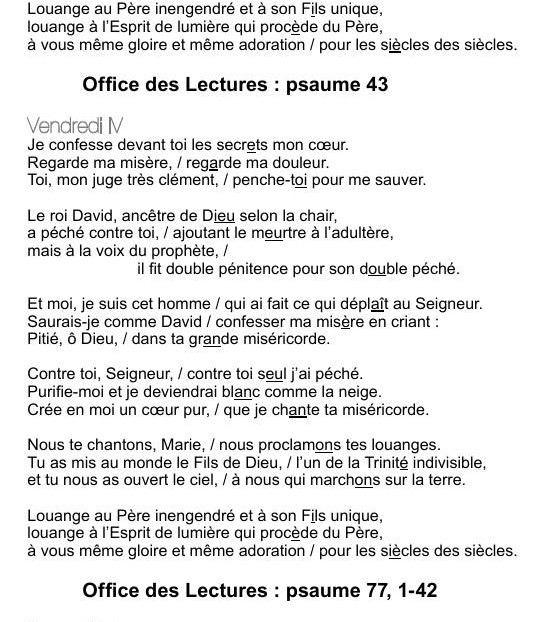 Louange au Père inengendré et à son Fils unique,
louange à l'Esprit de lumière qui procède du Père,
à vous même gloire et même adoration / pour les siècles des siècles.
Office des Lectures : psaume 43
Vendredi IV
Je confesse devant toi les secrets mon cœur.
Regarde ma misère, / regarde ma douleur.
Toi, mon juge très clément, / penche-toi pour me sauver.
Le roi David, ancêtre de Dieu selon la chair,
a péché contre toi, / ajoutant le meurtre à l'adultère,
mais à la voix du prophète, /
il fit double pénitence pour son double péché.
Et moi, je suis cet homme / qui ai fait ce qui déplaît au Seigneur.
Saurais-je comme David / confesser ma misère en criant :
Pitié, ô Dieu, / dans ta grande miséricorde.
Contre toi, Seigneur, / contre toi seul j'ai péché.
Purifie-moi et je deviendrai blanc comme la neige.
Crée en moi un cœur pur, / que je chante ta miséricorde.
Nous te chantons, Marie, / nous proclamons tes louanges.
Tu as mis au monde le Fils de Dieu, / l'un de la Trinité indivisible,
et tu nous as ouvert le ciel, / à nous qui marchons sur la terre.
Louange au Père inengendré et à son Fils unique,
louange à l'Esprit de lumière qui procède du Père,
à vous même gloire et même adoration / pour les siècles des siècles.
Office des Lectures : psaume 77, 1-42